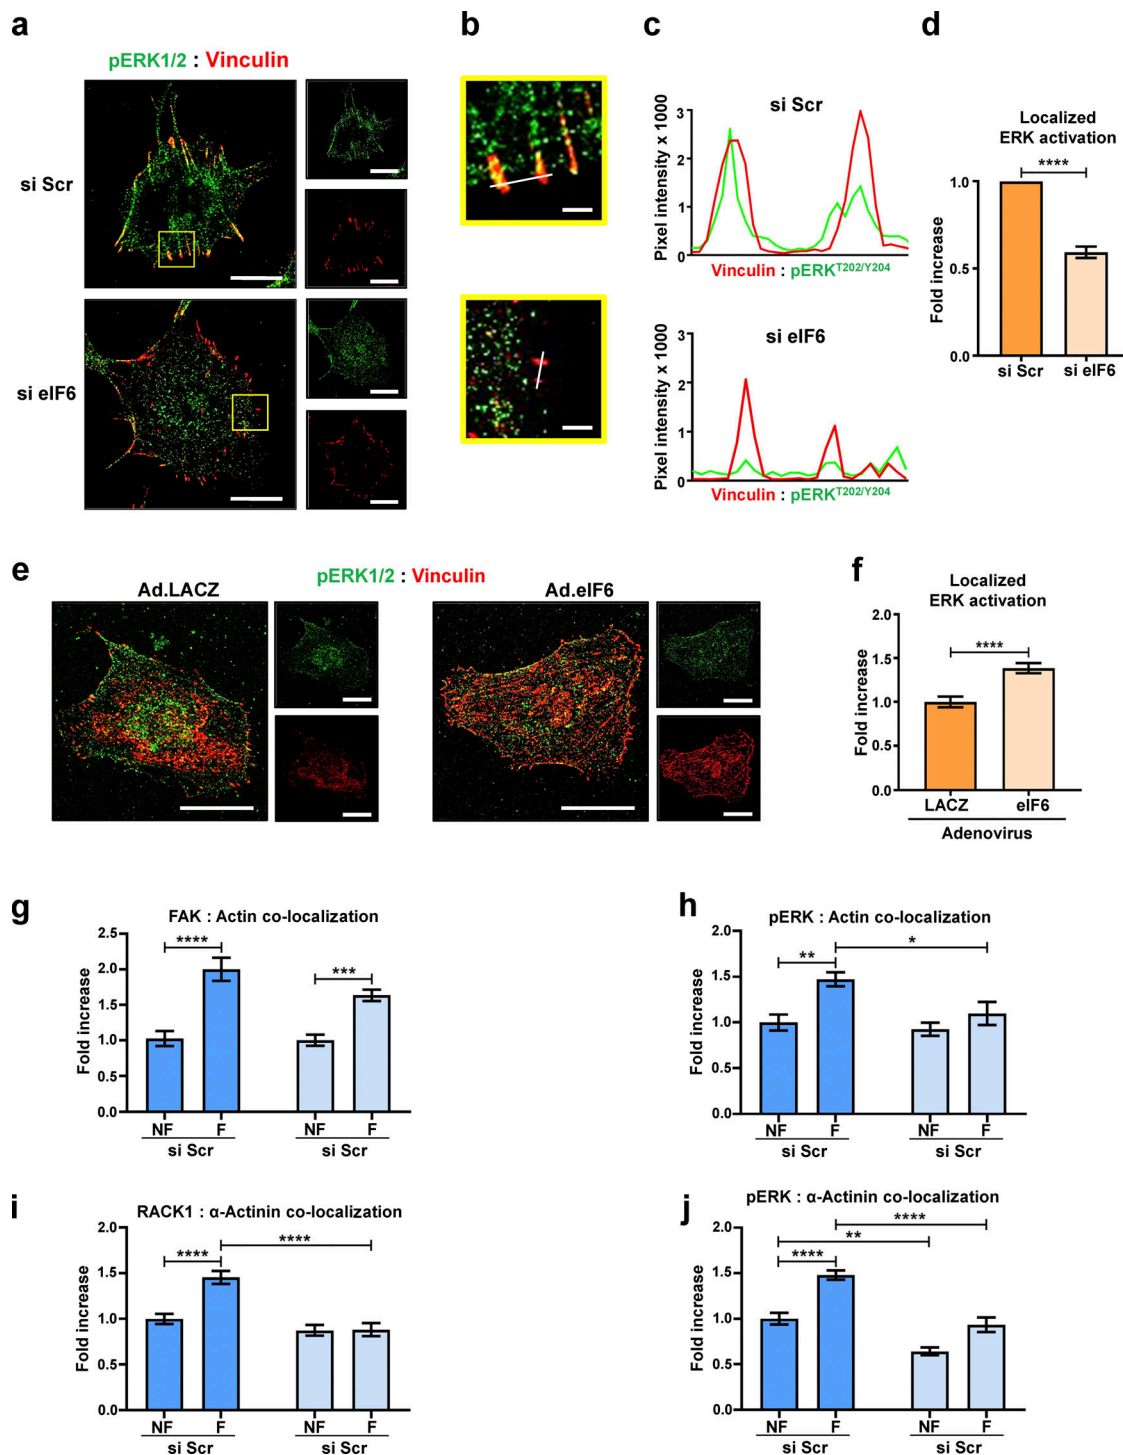 a
pERK1/2 : Vinculin
si Scr
si eIF6
b
c
si Scr
Pixel intensity x 1000
3
2
1
0
Vinculin : pERKT202/Y204
si eIF6
Pixel intensity x 1000
3
2
1
0
Vinculin : pERKT202/Y204
d
Localized
ERK activation
****
Fold increase
1.0
0.5
0.0
si Scr si eIF6
e
pERK1/2 : Vinculin
Ad.LACZ
Ad.eIF6
f
Localized
ERK activation
****
Fold increase
2.0
1.5
1.0
0.5
0.0
LACZ eIF6
Adenovirus
g
FAK : Actin co-localization
**** ***
Fold increase
2.5
2.0
1.5
1.0
0.5
0.0
NF F NF F
si Scr si Scr
h
pERK : Actin co-localization
** *
Fold increase
2.0
1.5
1.0
0.5
0.0
NF F NF F
si Scr si Scr
i
RACK1 : α-Actinin co-localization
**** ****
Fold increase
2.0
1.5
1.0
0.5
0.0
NF F NF F
si Scr si Scr
j
pERK : α-Actinin co-localization
****
**
****
Fold increase
2.0
1.5
1.0
0.5
0.0
NF F NF F
si Scr si Scr